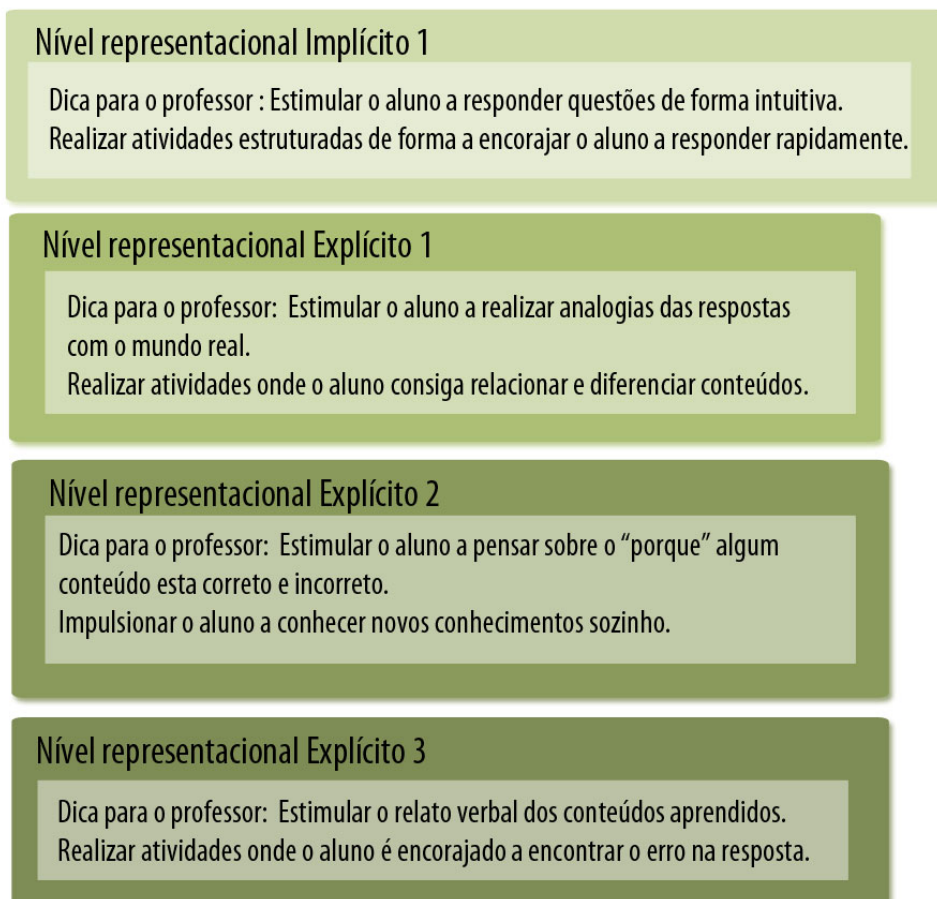 Nível representacional Implícito 1
Dica para o professor : Estimular o aluno a responder questões de forma intuitiva.
Realizar atividades estruturadas de forma a encorajar o aluno a responder rapidamente.
Nível representacional Explícito 1
Dica para o professor: Estimular o aluno a realizar analogias das respostas
com o mundo real.
Realizar atividades onde o aluno consiga relacionar e diferenciar conteúdos.
Nível representacional Explícito 2
Dica para o professor: Estimular o aluno a pensar sobre o “porque” algum
conteúdo esta correto e incorreto.
Impulsionar o aluno a conhecer novos conhecimentos sozinho.
Nível representacional Explícito 3
Dica para o professor: Estimular o relato verbal dos conteúdos aprendidos.
Realizar atividades onde o aluno é encorajado a encontrar o erro na resposta.